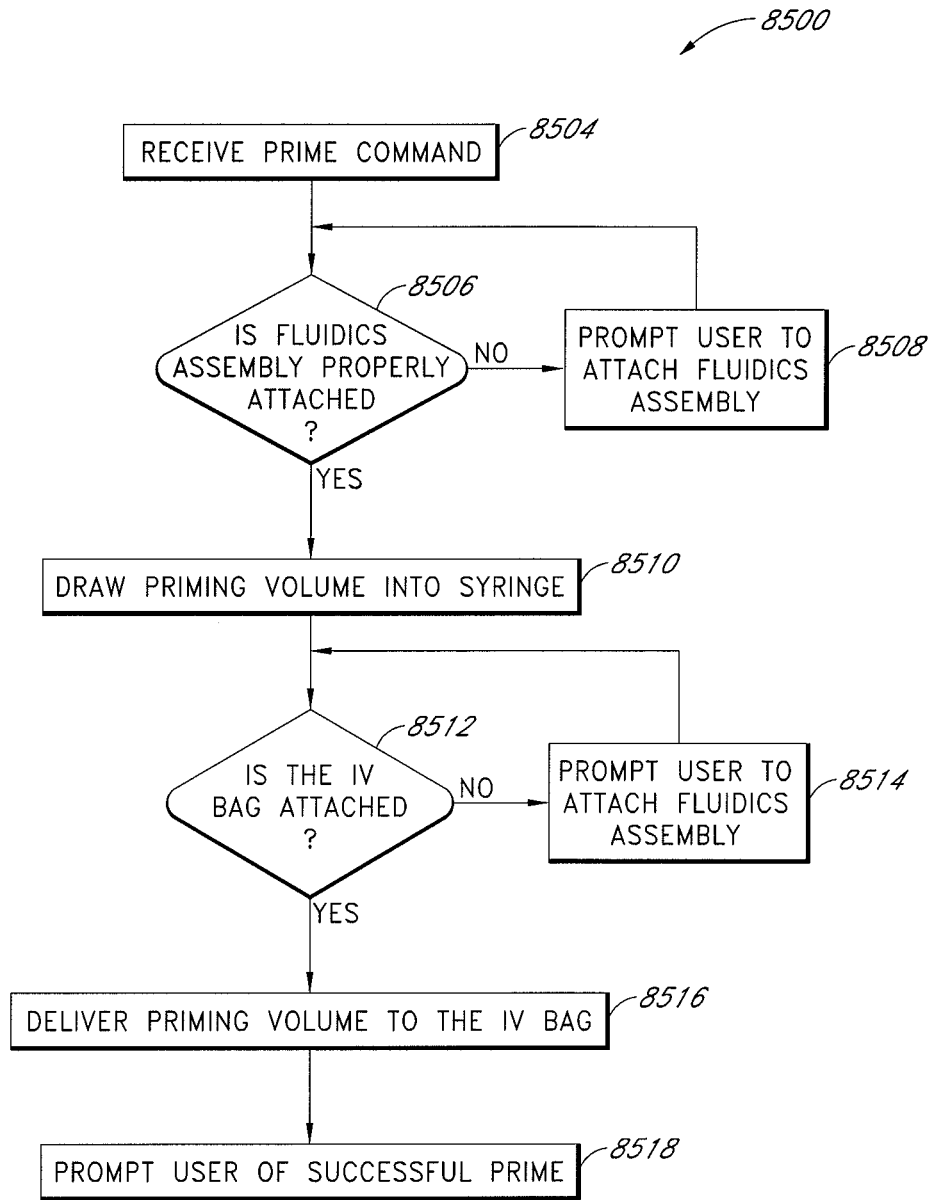 8500
RECEIVE PRIME COMMAND
8504
IS FLUIDICS
ASSEMBLY PROPERLY
ATTACHED
?
8506
NO
PROMPT USER TO
ATTACH FLUIDICS
ASSEMBLY
8508
YES
DRAW PRIMING VOLUME INTO SYRINGE
8510
IS THE IV
BAG ATTACHED
?
8512
NO
PROMPT USER TO
ATTACH FLUIDICS
ASSEMBLY
8514
YES
DELIVER PRIMING VOLUME TO THE IV BAG
8516
PROMPT USER OF SUCCESSFUL PRIME
8518